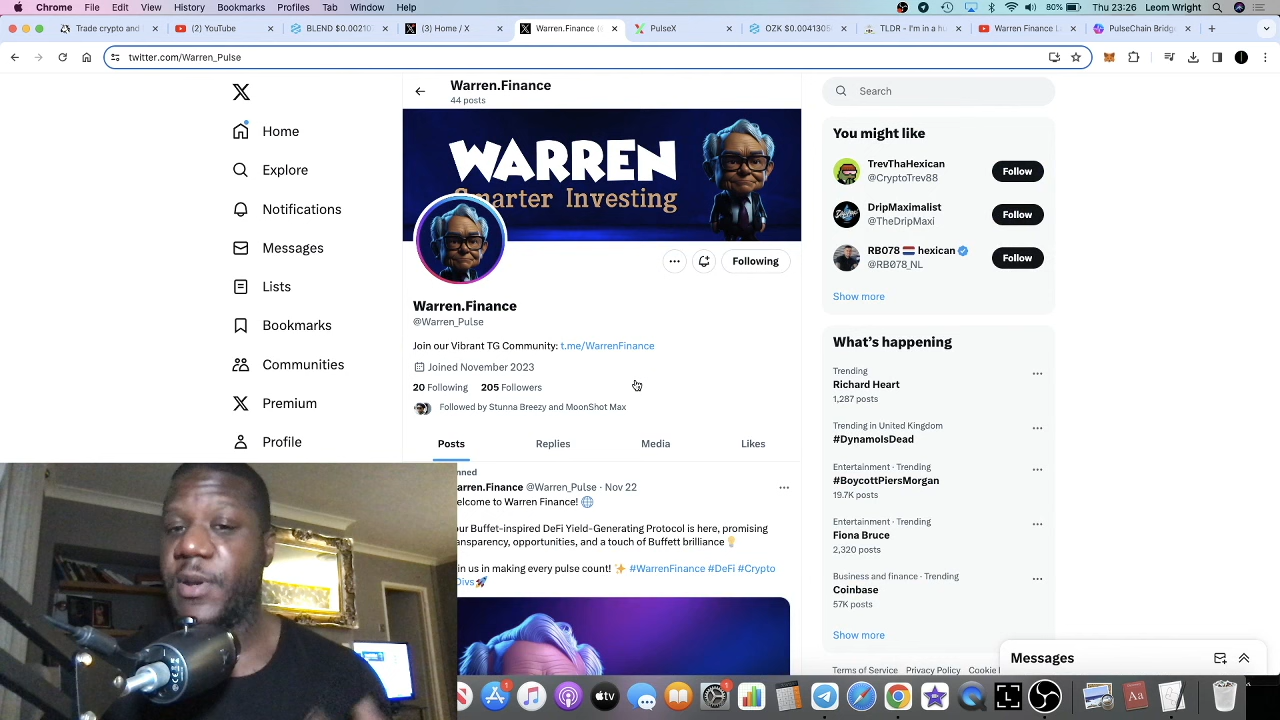 Chrome File Edit View History Bookmarks Profiles Tab Window Help
80% Thu 23:26 Leom Wright
Trade crypto and
(2) YouTube
BLEND $0.00210
(3) Home / X
Warren.Finance (
PulseX
OZK $0.0041305
TLDR - I'm in a hu
Warren Finance L
PulseChain Bridg
twitter.com/Warren_Pulse
Home
Explore
Notifications
Messages
Lists
Bookmarks
Communities
Premium
Profile
Warren.Finance
44 posts
WARREN
Smarter Investing
Following
Warren.Finance
@Warren_Pulse
Join our Vibrant TG Community: t.me/WarrenFinance
Joined November 2023
20 Following 205 Followers
Followed by Stunna Breezy and MoonShot Max
Posts Replies Media Likes
nned
arren.Finance @Warren_Pulse · Nov 22
elcome to Warren Finance!
ur Buffet-inspired DeFi Yield-Generating Protocol is here, promising
ansparency, opportunities, and a touch of Buffett brilliance
in us in making every pulse count! #WarrenFinance #DeFi #Crypto
Divs
Search
You might like
TrevThaHexican
@CryptoTrev88
Follow
DripMaximalist
@TheDripMaxi
Follow
RB078 hexican
@RB078_NL
Follow
Show more
What's happening
Trending
Richard Heart
1,287 posts
Trending in United Kingdom
#DynamoIsDead
Entertainment · Trending
#BoycottPiersMorgan
19.7K posts
Entertainment · Trending
Fiona Bruce
2,320 posts
Business and finance · Trending
Coinbase
57K posts
Show more
Terms of Service Privacy Policy Cookie
Messages